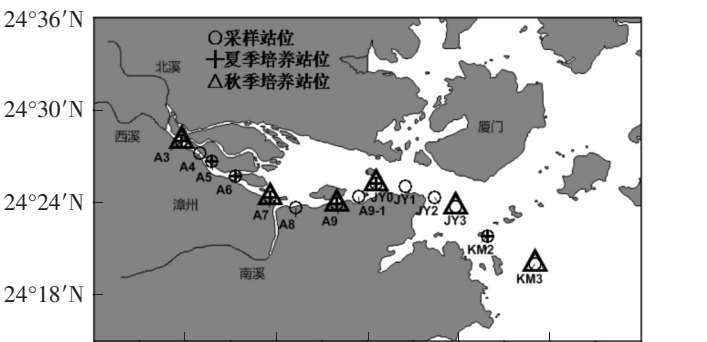 24°36′N
○采样站位
十夏季培养站位
△秋季培养站位
北溪
24°30′N
西溪
厦门
A3
A4
A5
A6
24°24′N
漳州
A7
A8
A9
A9-1
JY0
JY1
JY2
JY3
KM2
南溪
KM3
24°18′N